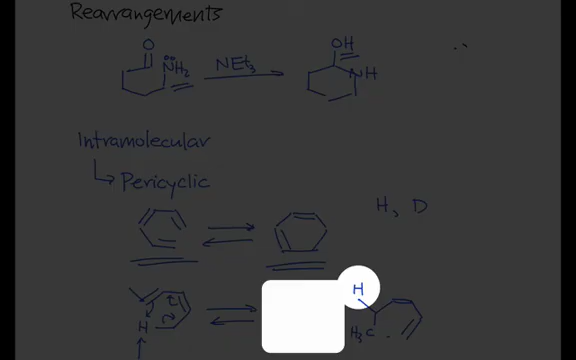 Rearrangements
O
NH2
NEt3
OH
NH
Intramolecular
Pericyclic
H, D
H
H
H3C